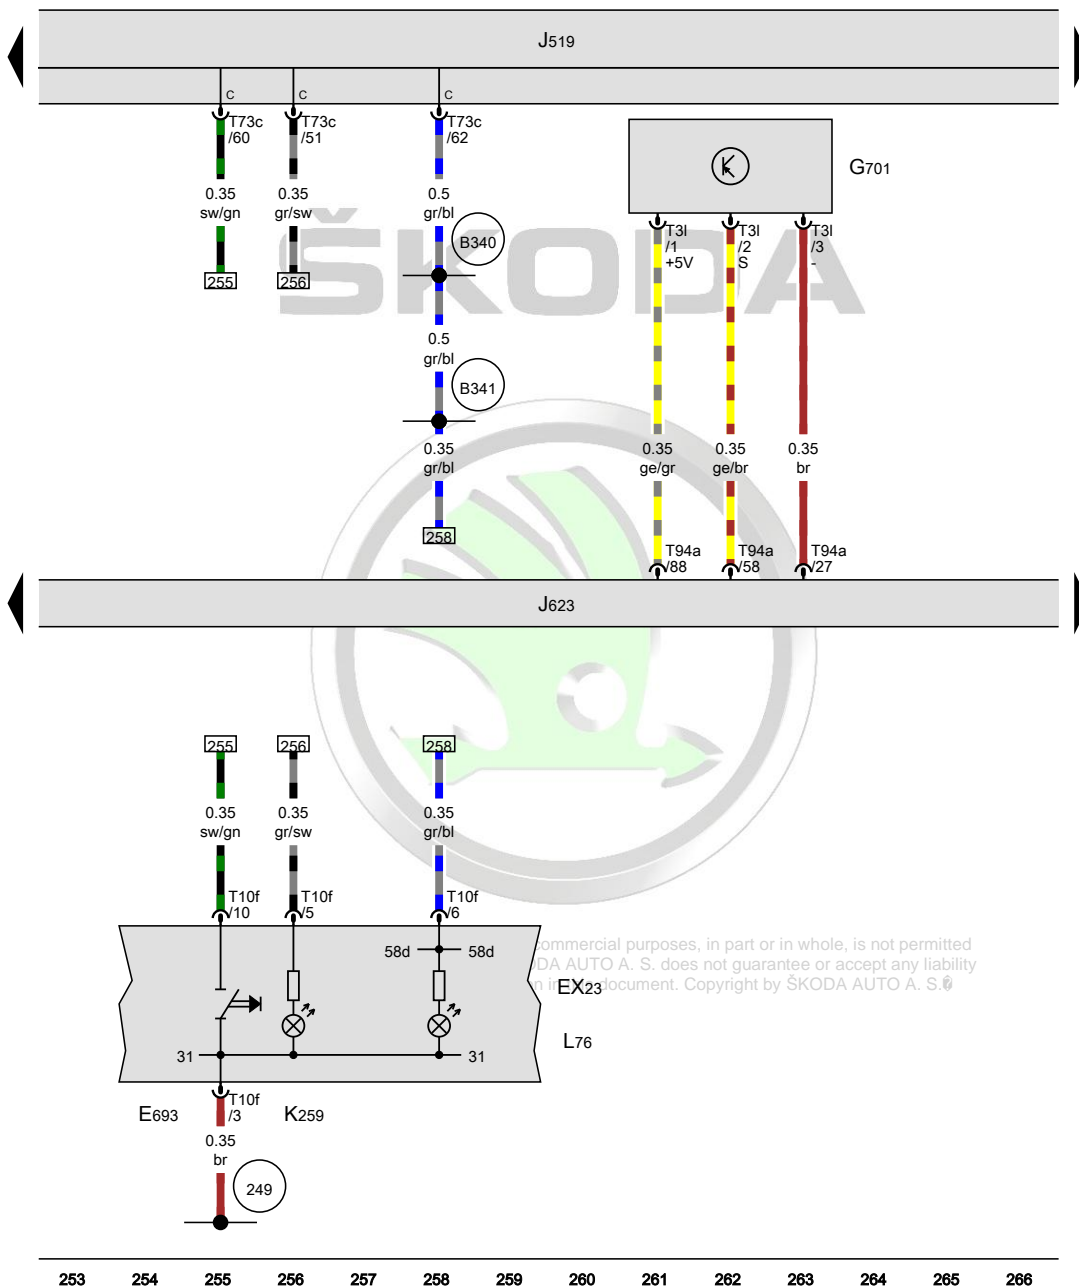 J519
c c c
T73c T73c T73c
/60 /51 /62
G701
0.35 0.35 0.5
sw/gn gr/sw gr/bl
T3l T3l T3l
/1 /2 /3
+5V S -
B340
ŠKODA
255 256
0.5
gr/bl
B341
0.35 0.35 0.35 0.35
gr/bl ge/gr ge/br br
258
T94a T94a T94a
/88 /58 /27
J623
255 256 258
0.35 0.35 0.35
sw/gn gr/sw gr/bl
T10f T10f T10f
/10 /5 /6
commercial purposes, in part or in whole, is not permitted
58d 58d
AUTO A. S. does not guarantee or accept any liability
EX23
document. Copyright by ŠKODA AUTO A. S.
L76
31 31
T10f
/3
E693 K259
0.35
br
249
253 254 255 256 257 258 259 260 261 262 263 264 265 266